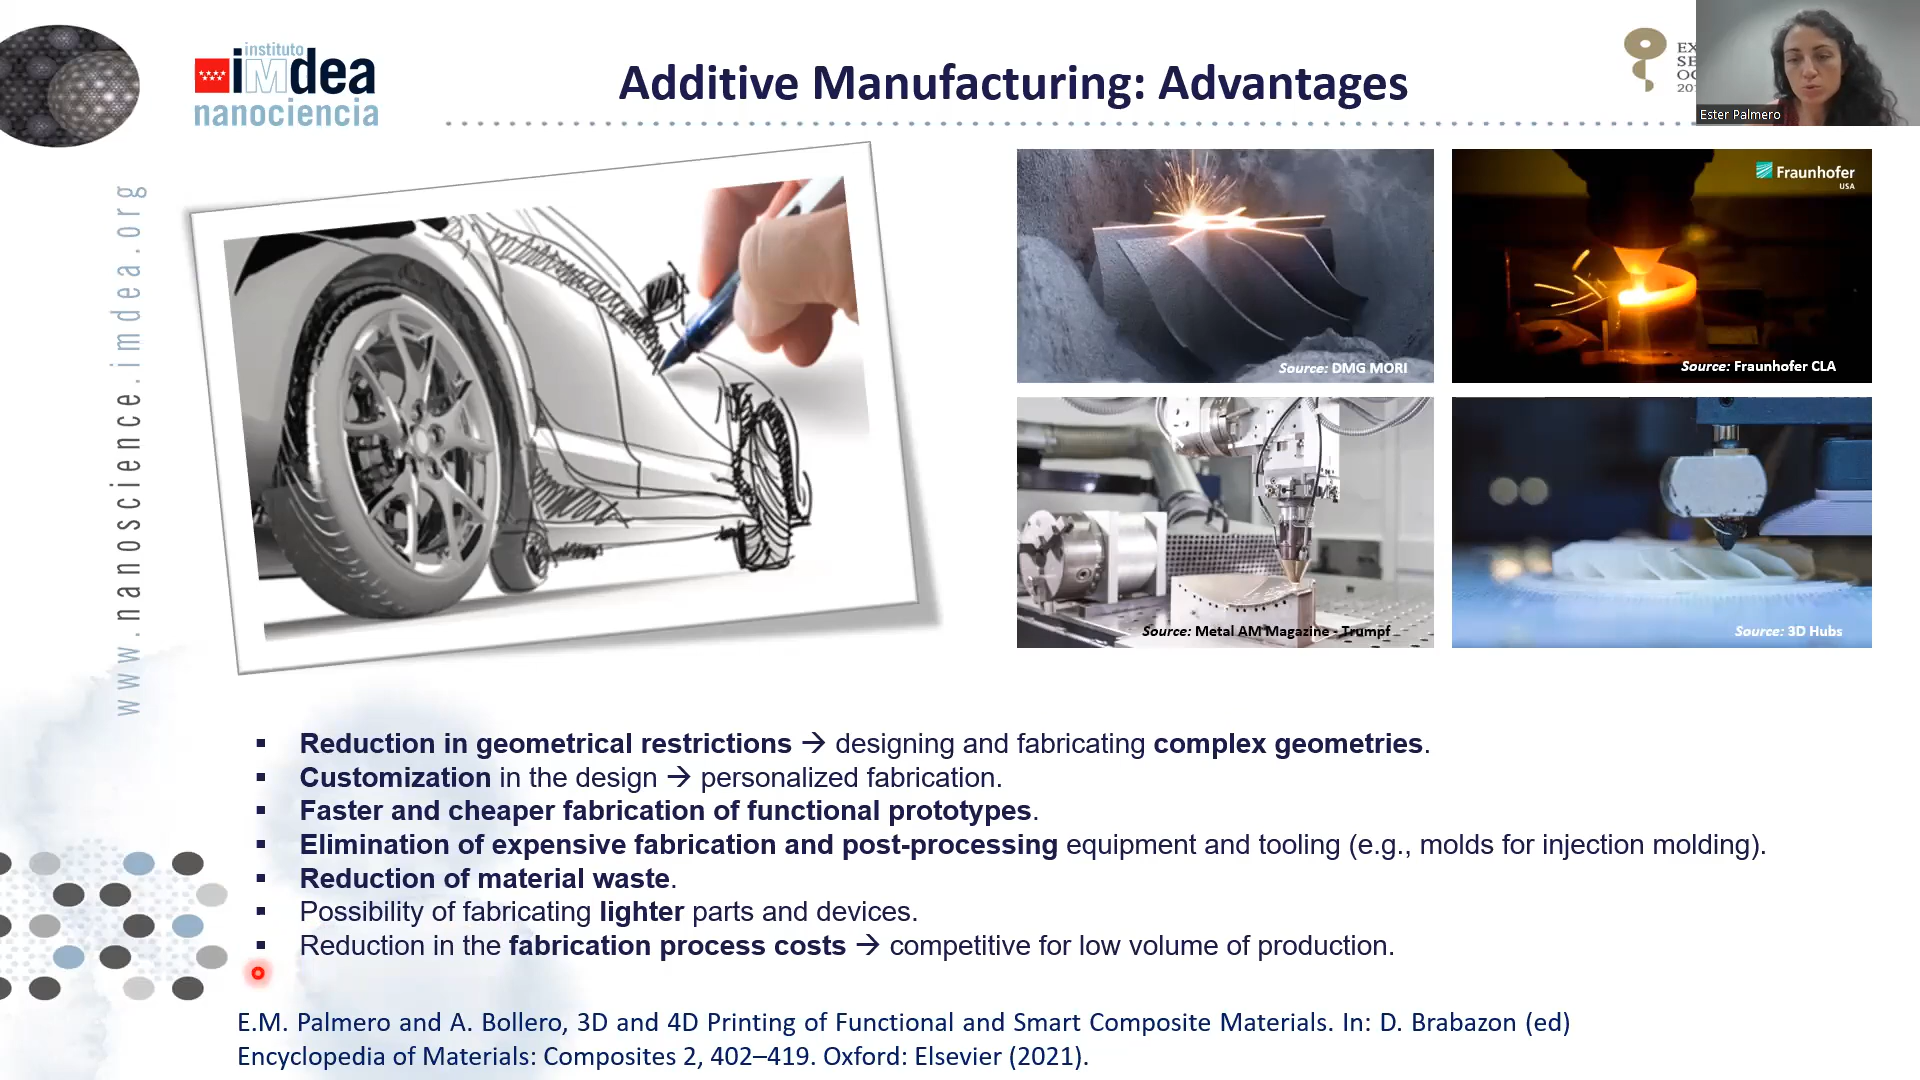 instituto
iMdea
nanociencia
Additive Manufacturing: Advantages
EX
SE
OC
201
Ester Palmero
www.nanoscience.imdea.org
Source: DMG MORI
Fraunhofer
USA
Source: Fraunhofer CLA
Source: Metal AM Magazine - Trumpf
Source: 3D Hubs
▪ Reduction in geometrical restrictions → designing and fabricating complex geometries.
▪ Customization in the design → personalized fabrication.
▪ Faster and cheaper fabrication of functional prototypes.
▪ Elimination of expensive fabrication and post-processing equipment and tooling (e.g., molds for injection molding).
▪ Reduction of material waste.
▪ Possibility of fabricating lighter parts and devices.
▪ Reduction in the fabrication process costs → competitive for low volume of production.
E.M. Palmero and A. Bollero, 3D and 4D Printing of Functional and Smart Composite Materials. In: D. Brabazon (ed)
Encyclopedia of Materials: Composites 2, 402–419. Oxford: Elsevier (2021).